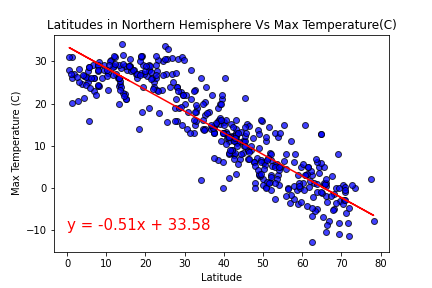 Latitudes in Northern Hemisphere Vs Max Temperature(C)
Max Temperature (C)
30
20
10
0
−10
y = -0.51x + 33.58
0 10 20 30 40 50 60 70 80
Latitude